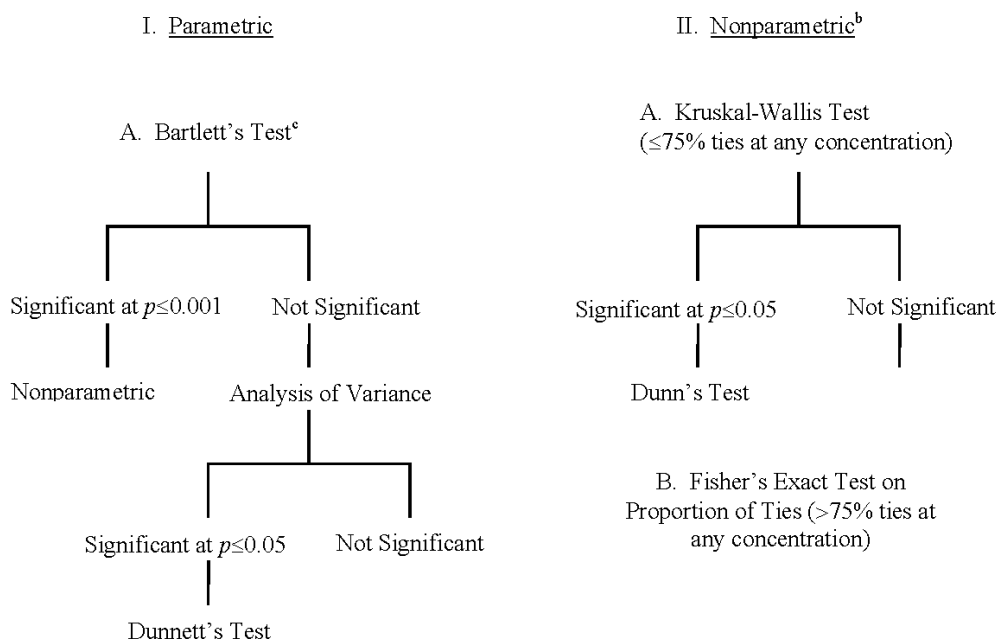 I. Parametric
A. Bartlett's Testᶜ
Significant at p≤0.001
Not Significant
Nonparametric
Analysis of Variance
Significant at p≤0.05
Not Significant
Dunnett's Test
II. Nonparametricᵇ
A. Kruskal-Wallis Test
(≤75% ties at any concentration)
Significant at p≤0.05
Not Significant
Dunn's Test
B. Fisher's Exact Test on
Proportion of Ties (>75% ties at
any concentration)